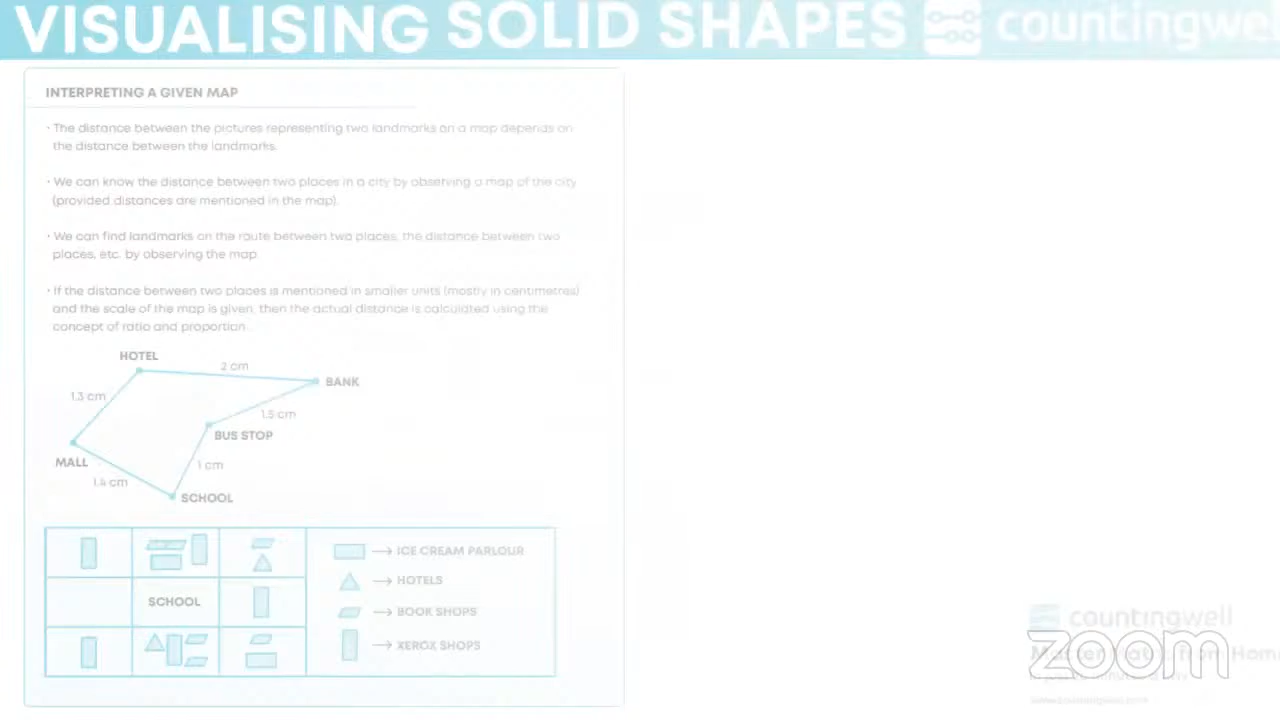 VISUALISING SOLID SHAPES
countingwel
INTERPRETING A GIVEN MAP
· The distance between the pictures representing two landmarks on a map depends on
the distance between the landmarks.
· We can know the distance between two places in a city by observing a map of the city
(provided distances are mentioned in the map).
· We can find landmarks on the route between two places, the distance between two
places, etc. by observing the map.
· If the distance between two places is mentioned in smaller units (mostly in centimetres)
and the scale of the map is given, then the actual distance is calculated using the
concept of ratio and proportion.
HOTEL
2 cm
BANK
1.3 cm
1.5 cm
BUS STOP
MALL
1 cm
1.4 cm
SCHOOL
ICE CREAM PARLOUR
HOTELS
SCHOOL
BOOK SHOPS
XEROX SHOPS
countingwell
zoom
from Hom